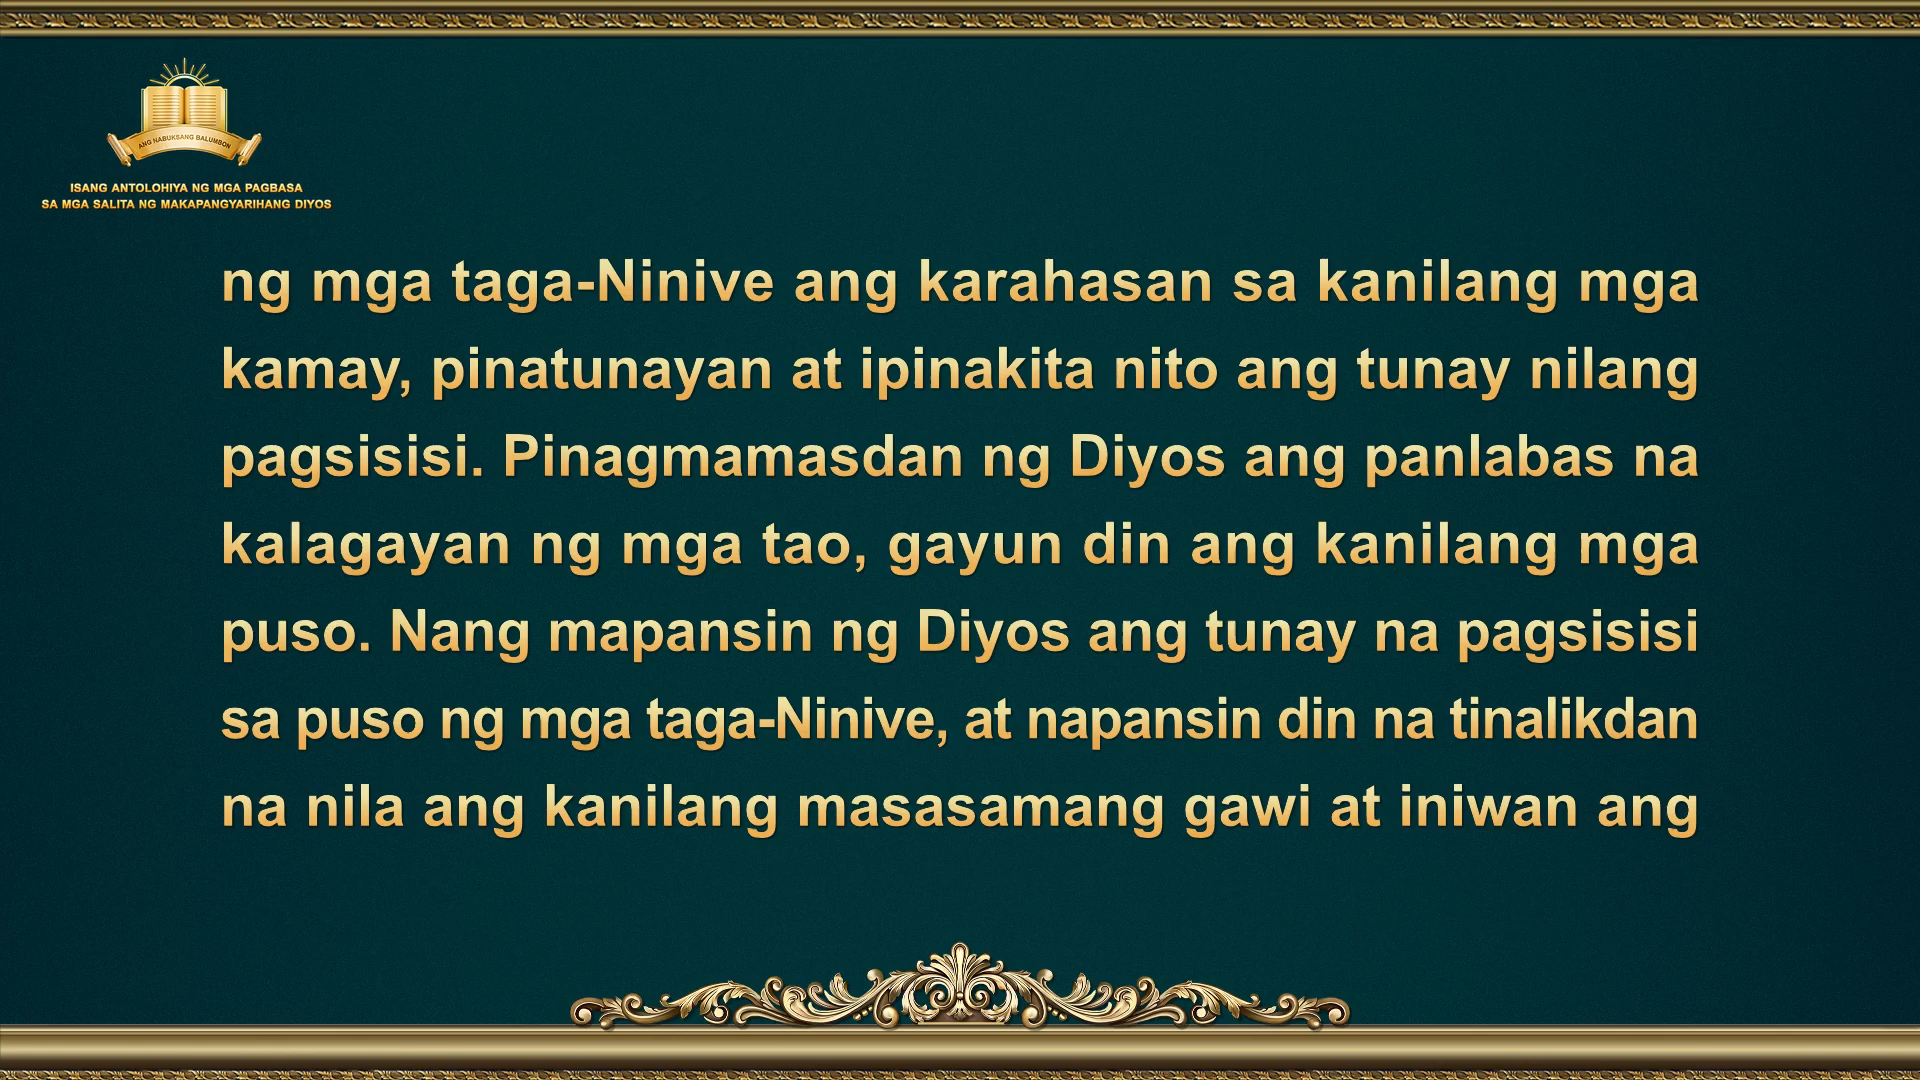 ANG NABUKSANG BALUMBON
ISANG ANTOLOHIYA NG MGA PAGBASA
SA MGA SALITA NG MAKAPANGYARIHANG DIYOS
ng mga taga-Ninive ang karahasan sa kanilang mga
kamay, pinatunayan at ipinakita nito ang tunay nilang
pagsisisi. Pinagmamasdan ng Diyos ang panlabas na
kalagayan ng mga tao, gayun din ang kanilang mga
puso. Nang mapansin ng Diyos ang tunay na pagsisisi
sa puso ng mga taga-Ninive, at napansin din na tinalikdan
na nila ang kanilang masasamang gawi at iniwan ang